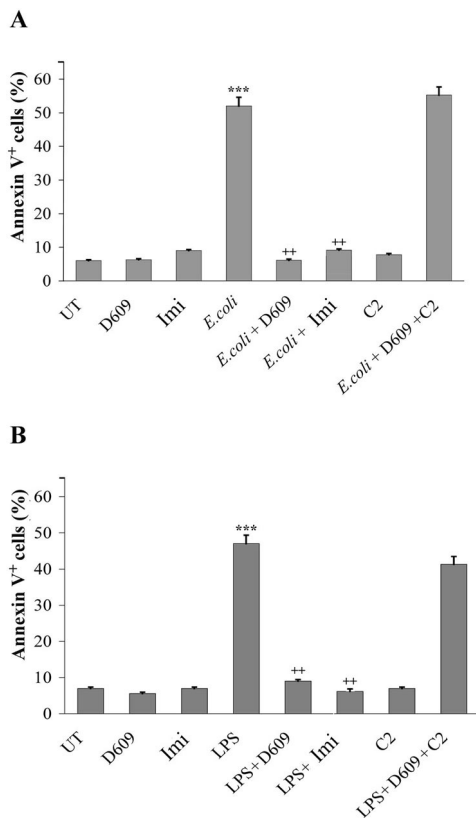 A
Annexin V+ cells (%)
60
50
40
30
20
10
0
***
++
++
UT
D609
Imi
E.coli
E.coli + D609
E.coli + Imi
C2
E.coli + D609 +C2
B
Annexin V+ cells (%)
60
50
40
30
20
10
0
***
++
++
UT
D609
Imi
LPS
LPS+D609
LPS+ Imi
C2
LPS+D609+C2